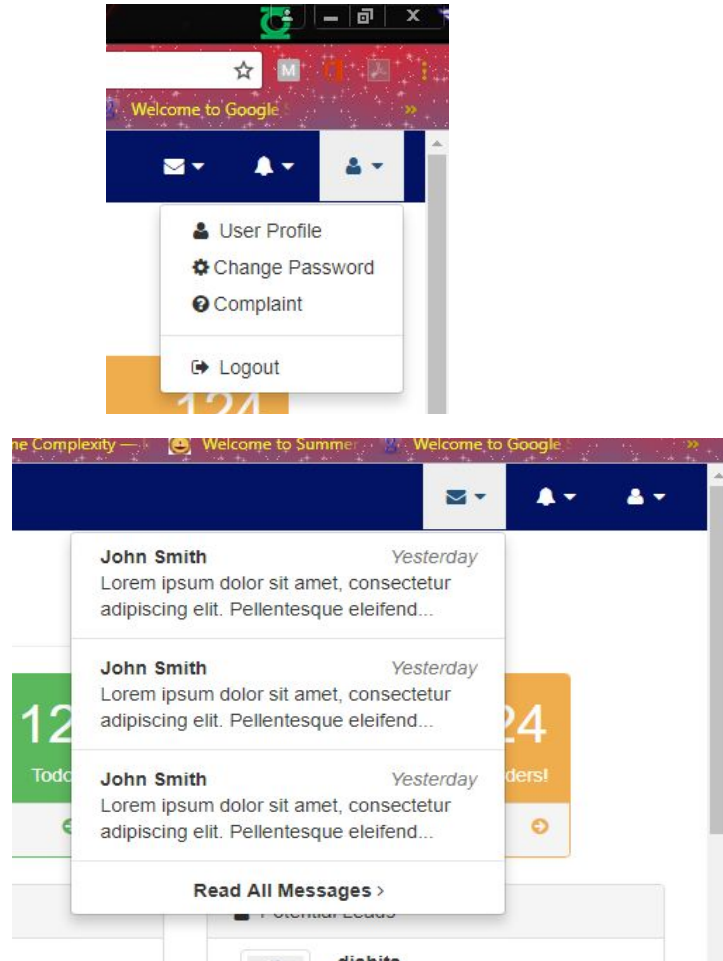 M
Welcome to Google
»
User Profile
Change Password
Complaint
Logout
124
ne Complexity —
Welcome to Summer
Welcome to Google S
»
John Smith Yesterday
Lorem ipsum dolor sit amet, consectetur
adipiscing elit. Pellentesque eleifend...
John Smith Yesterday
Lorem ipsum dolor sit amet, consectetur
adipiscing elit. Pellentesque eleifend...
John Smith Yesterday
Lorem ipsum dolor sit amet, consectetur
adipiscing elit. Pellentesque eleifend...
Read All Messages >
12
24
Todo
ders!
Potential Leads